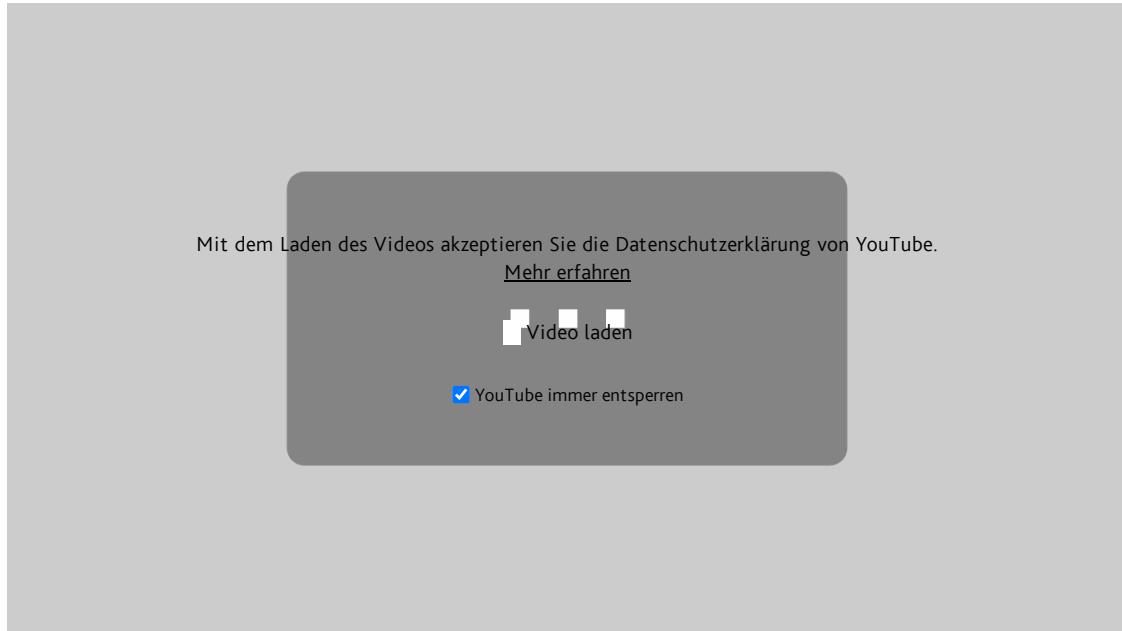 Mit dem Laden des Videos akzeptieren Sie die Datenschutzerklärung von YouTube.
Mehr erfahren
Video laden
YouTube immer entsperren